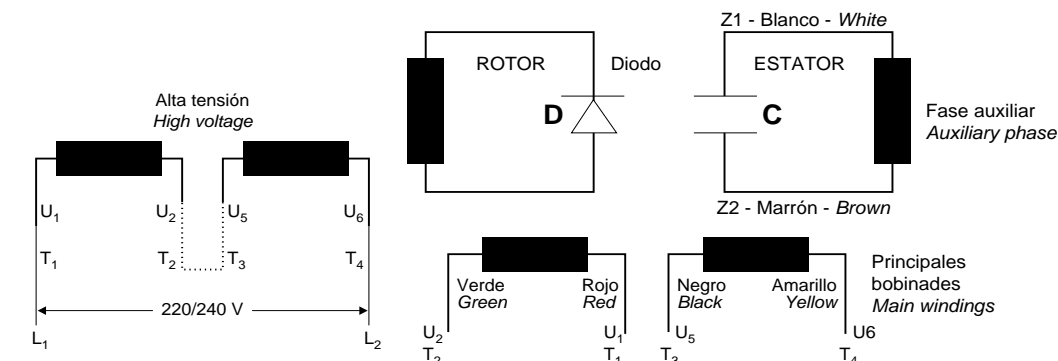 Alta tensión
High voltage
U1 U2 U5 U6
T1 T2 T3 T4
220/240 V
L1 L2
ROTOR
Diodo
D
Z1 - Blanco - White
ESTATOR
C
Fase auxiliar
Auxiliary phase
Z2 - Marrón - Brown
Verde
Green
Rojo
Red
U2 U1
T2 T1
Negro
Black
Amarillo
Yellow
U5 U6
T3 T4
Principales
bobinades
Main windings